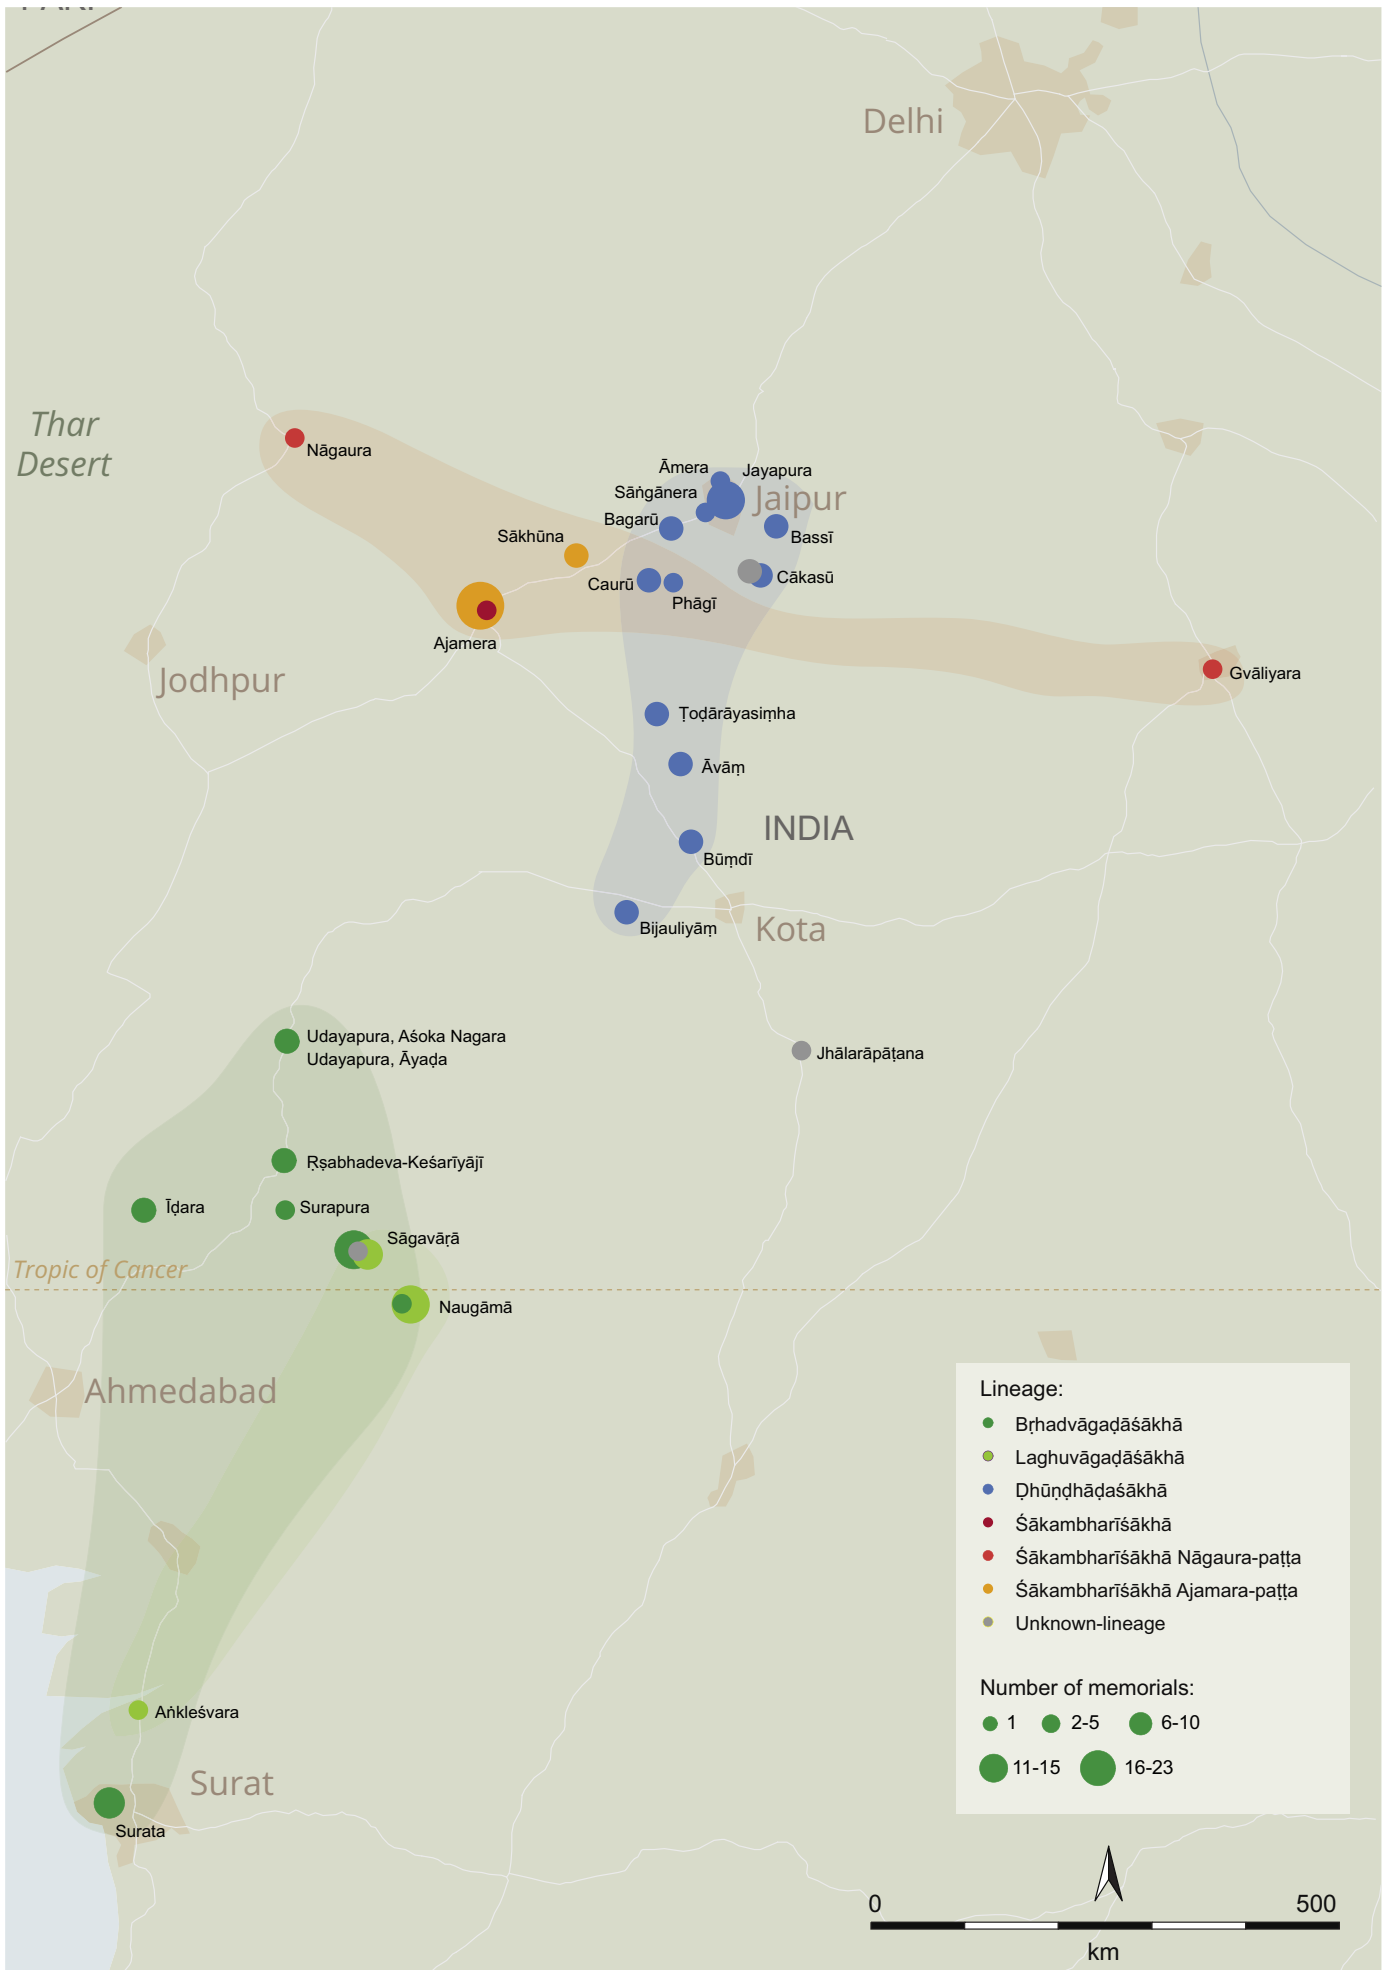 Delhi
Thar
Desert
Nāgaura
Āmera
Jayapura
Sāṅgānera
Jaipur
Bagarū
Sākhūna
Bassī
Caurū
Phāgī
Cākasū
Ajamera
Jodhpur
Gvāliyara
Ṭoḍārāyasiṃha
Āvāṃ
INDIA
Būṃdī
Bijauliyāṃ
Kota
Udayapura, Aśoka Nagara
Udayapura, Āyaḍa
Jhālarāpāṭana
Ṛṣabhadeva-Keśarīyājī
Īḍara
Surapura
Sāgavāṛā
Tropic of Cancer
Naugāmā
Ahmedabad
Aṅkleśvara
Surat
Surata
Lineage:
Bṛhadvāgaḍāśākhā
Laghuvāgaḍāśākhā
Ḍhūṇḍhāḍaśākhā
Śākambharīśākhā
Śākambharīśākhā Nāgaura-paṭṭa
Śākambharīśākhā Ajamara-paṭṭa
Unknown-lineage
Number of memorials:
1 2-5 6-10
11-15 16-23
0 500
km